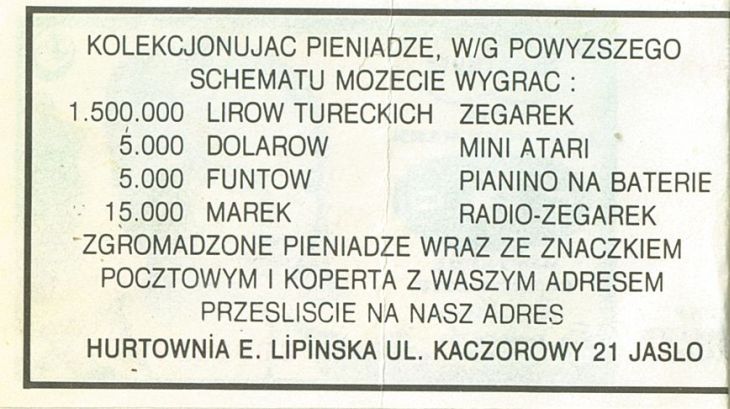 KOLEKCJONUJAC PIENIADZE, W/G POWYZSZEGO
SCHEMATU MOZECIE WYGRAC :
1.500.000 LIROW TURECKICH ZEGAREK
5.000 DOLAROW MINI ATARI
5.000 FUNTOW PIANINO NA BATERIE
15.000 MAREK RADIO-ZEGAREK
ZGROMADZONE PIENIADZE WRAZ ZE ZNACZKIEM
POCZTOWYM I KOPERTA Z WASZYM ADRESEM
PRZESLISCIE NA NASZ ADRES
HURTOWNiA E. LiPiNSKA UL. KACZOROWY 21 JASLO